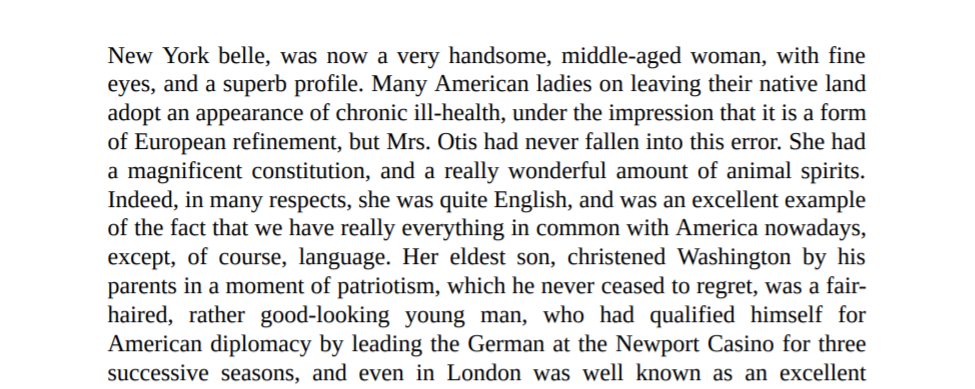 New York belle, was now a very handsome, middle-aged woman, with fine
eyes, and a superb profile. Many American ladies on leaving their native land
adopt an appearance of chronic ill-health, under the impression that it is a form
of European refinement, but Mrs. Otis had never fallen into this error. She had
a magnificent constitution, and a really wonderful amount of animal spirits.
Indeed, in many respects, she was quite English, and was an excellent example
of the fact that we have really everything in common with America nowadays,
except, of course, language. Her eldest son, christened Washington by his
parents in a moment of patriotism, which he never ceased to regret, was a fair-
haired, rather good-looking young man, who had qualified himself for
American diplomacy by leading the German at the Newport Casino for three
successive seasons, and even in London was well known as an excellent